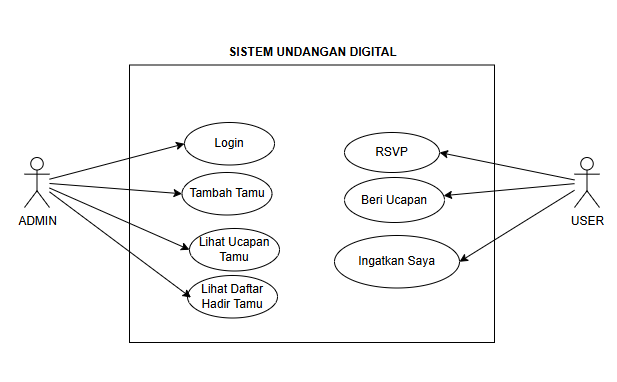 SISTEM UNDANGAN DIGITAL
Login
RSVP
Tambah Tamu
Beri Ucapan
ADMIN
USER
Lihat Ucapan
Tamu
Ingatkan Saya
Lihat Daftar
Hadir Tamu